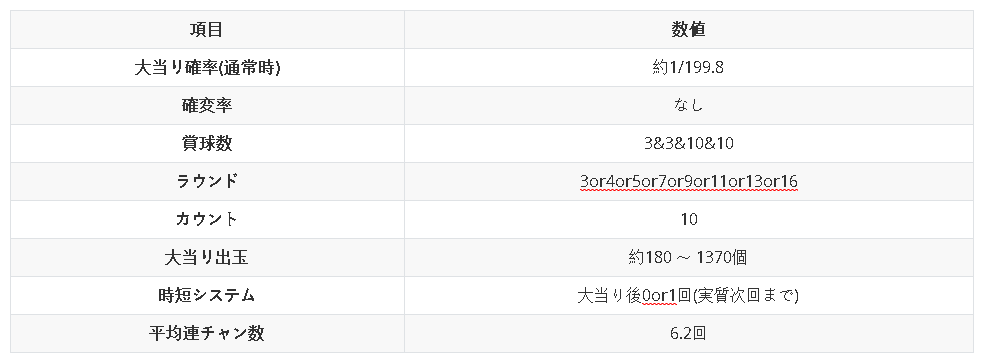 項目 数値
大当り確率(通常時) 約1/199.8
確変率 なし
賞球数 3&3&10&10
ラウンド 3or4or5or7or9or11or13or16
カウント 10
大当り出玉 約180 ～ 1370個
時短システム 大当り後0or1回(実質次回まで)
平均連チャン数 6.2回